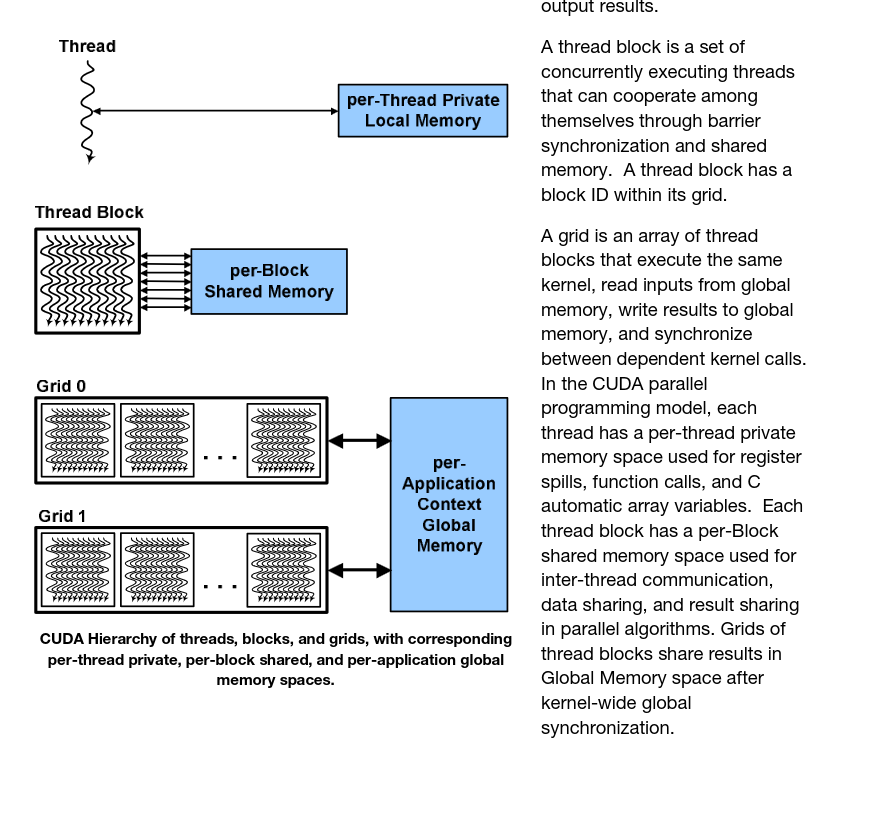 output results.
Thread
per-Thread Private
Local Memory
Thread Block
per-Block
Shared Memory
Grid 0
. . .
per-
Application
Context
Global
Memory
Grid 1
. . .
CUDA Hierarchy of threads, blocks, and grids, with corresponding
per-thread private, per-block shared, and per-application global
memory spaces.
A thread block is a set of
concurrently executing threads
that can cooperate among
themselves through barrier
synchronization and shared
memory.  A thread block has a
block ID within its grid.
A grid is an array of thread
blocks that execute the same
kernel, read inputs from global
memory, write results to global
memory, and synchronize
between dependent kernel calls.
In the CUDA parallel
programming model, each
thread has a per-thread private
memory space used for register
spills, function calls, and C
automatic array variables.  Each
thread block has a per-Block
shared memory space used for
inter-thread communication,
data sharing, and result sharing
in parallel algorithms. Grids of
thread blocks share results in
Global Memory space after
kernel-wide global
synchronization.